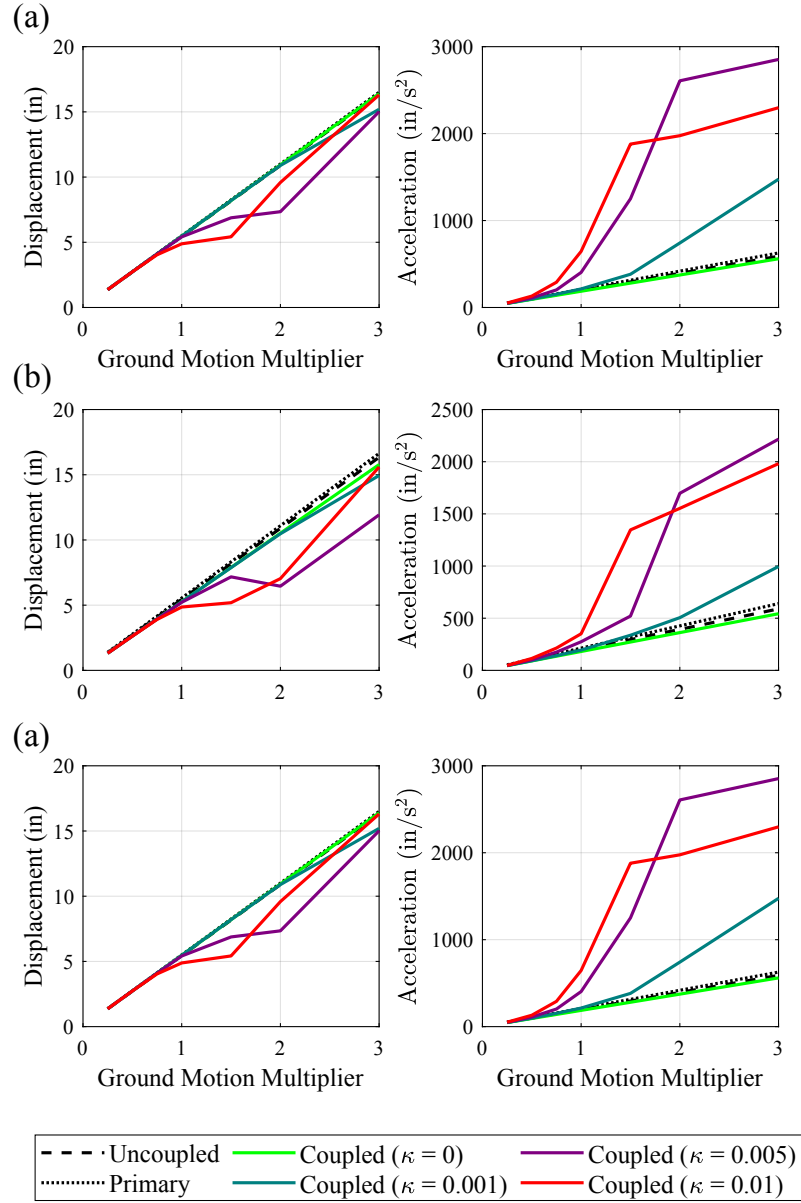 (a)
Displacement (in)
20
15
10
5
0
0 1 2 3
Ground Motion Multiplier
Acceleration (in/s²)
3000
2000
1000
0
0 1 2 3
Ground Motion Multiplier
(b)
Displacement (in)
20
15
10
5
0
0 1 2 3
Ground Motion Multiplier
Acceleration (in/s²)
2500
2000
1500
1000
500
0
0 1 2 3
Ground Motion Multiplier
(a)
Displacement (in)
20
15
10
5
0
0 1 2 3
Ground Motion Multiplier
Acceleration (in/s²)
3000
2000
1000
0
0 1 2 3
Ground Motion Multiplier
Uncoupled Coupled (κ = 0) Coupled (κ = 0.005)
Primary Coupled (κ = 0.001) Coupled (κ = 0.01)